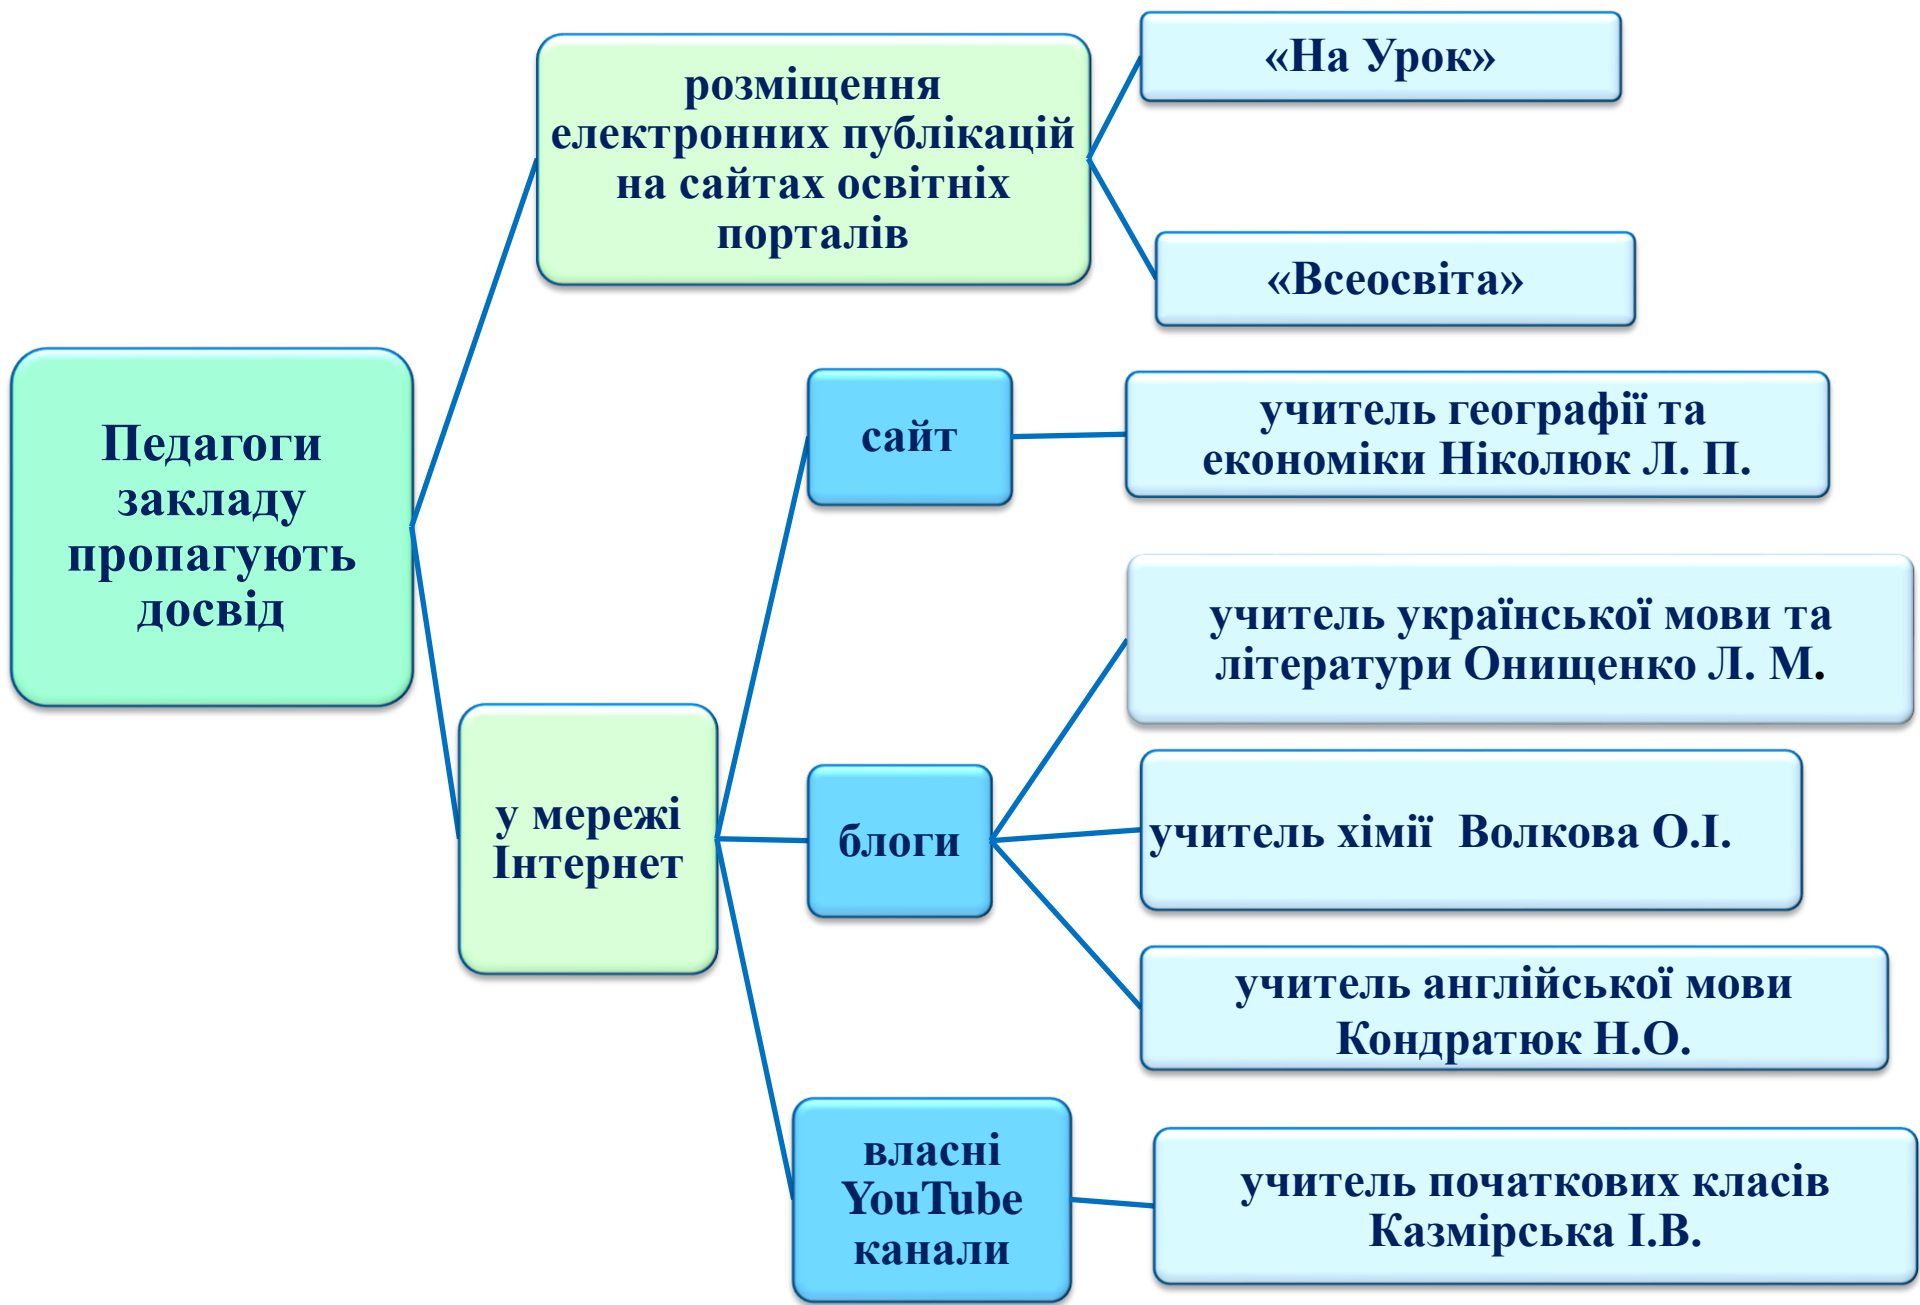 Педагоги
закладу
пропагують
досвід
розміщення
електронних публікацій
на сайтах освітніх
порталів
«На Урок»
«Всеосвіта»
у мережі
Інтернет
сайт
учитель географії та
економіки Ніколюк Л. П.
блоги
учитель української мови та
літератури Онищенко Л. М.
учитель хімії  Волкова О.І.
учитель англійської мови
Кондратюк Н.О.
власні
YouTube
канали
учитель початкових класів
Казмірська І.В.